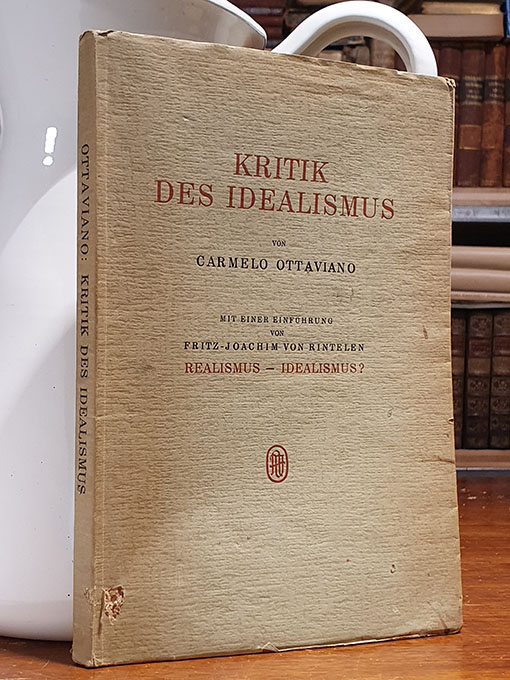 OTTAVIANO: KRITIK DES IDEALISMUS
KRITIK
DES IDEALISMUS
VON
CARMELO OTTAVIANO
MIT EINER EINFÜHRUNG
VON
FRITZ-JOACHIM VON RINTELEN
REALISMUS — IDEALISMUS?